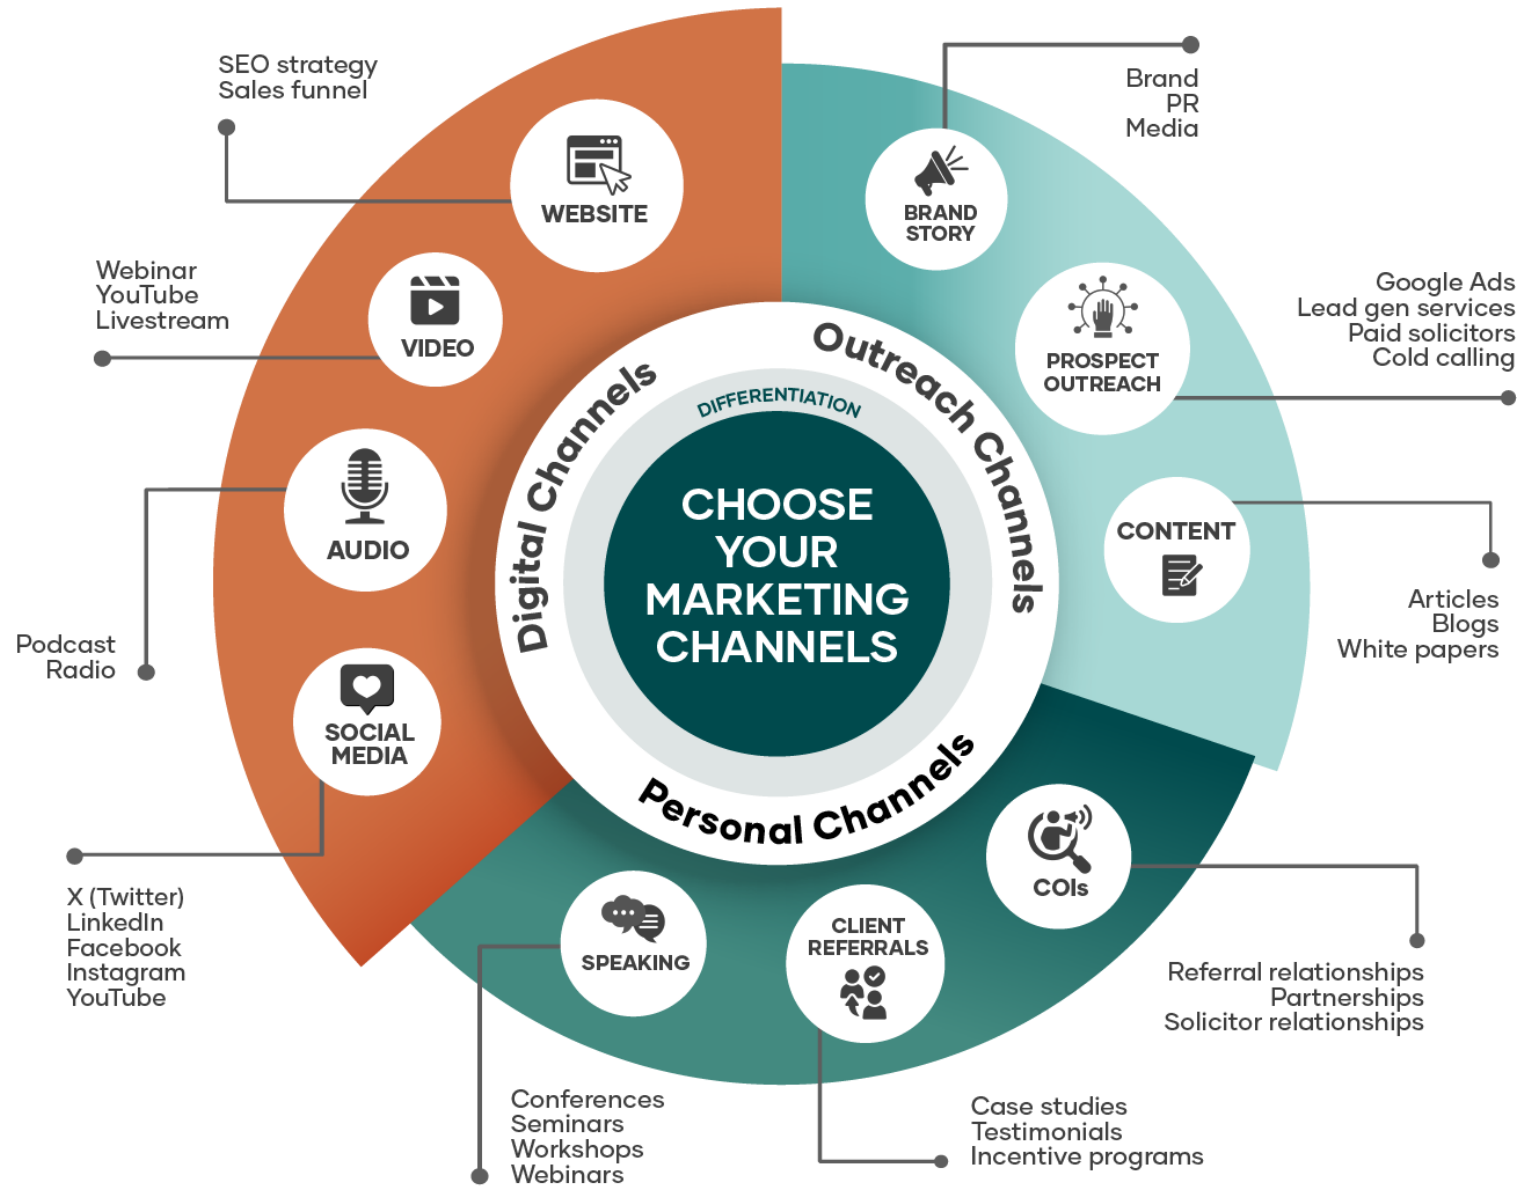 SEO strategy
Sales funnel
WEBSITE
Webinar
YouTube
Livestream
VIDEO
AUDIO
Podcast
Radio
SOCIAL
MEDIA
X (Twitter)
LinkedIn
Facebook
Instagram
YouTube
Brand
PR
Media
BRAND
STORY
Google Ads
Lead gen services
Paid solicitors
Cold calling
PROSPECT
OUTREACH
CONTENT
Articles
Blogs
White papers
Digital Channels
Outreach Channels
Personal Channels
DIFFERENTIATION
CHOOSE
YOUR
MARKETING
CHANNELS
COIs
Referral relationships
Partnerships
Solicitor relationships
CLIENT
REFERRALS
Case studies
Testimonials
Incentive programs
SPEAKING
Conferences
Seminars
Workshops
Webinars